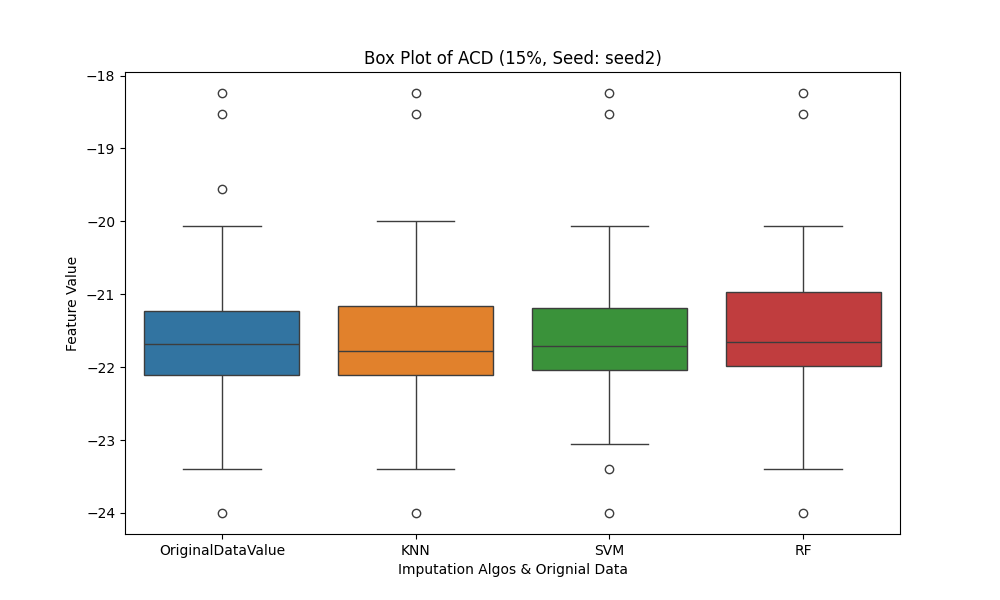 Box Plot of ACD (15%, Seed: seed2)
−18
−19
−20
−21
−22
−23
−24
Feature Value
OriginalDataValue KNN SVM RF
Imputation Algos & Orignial Data